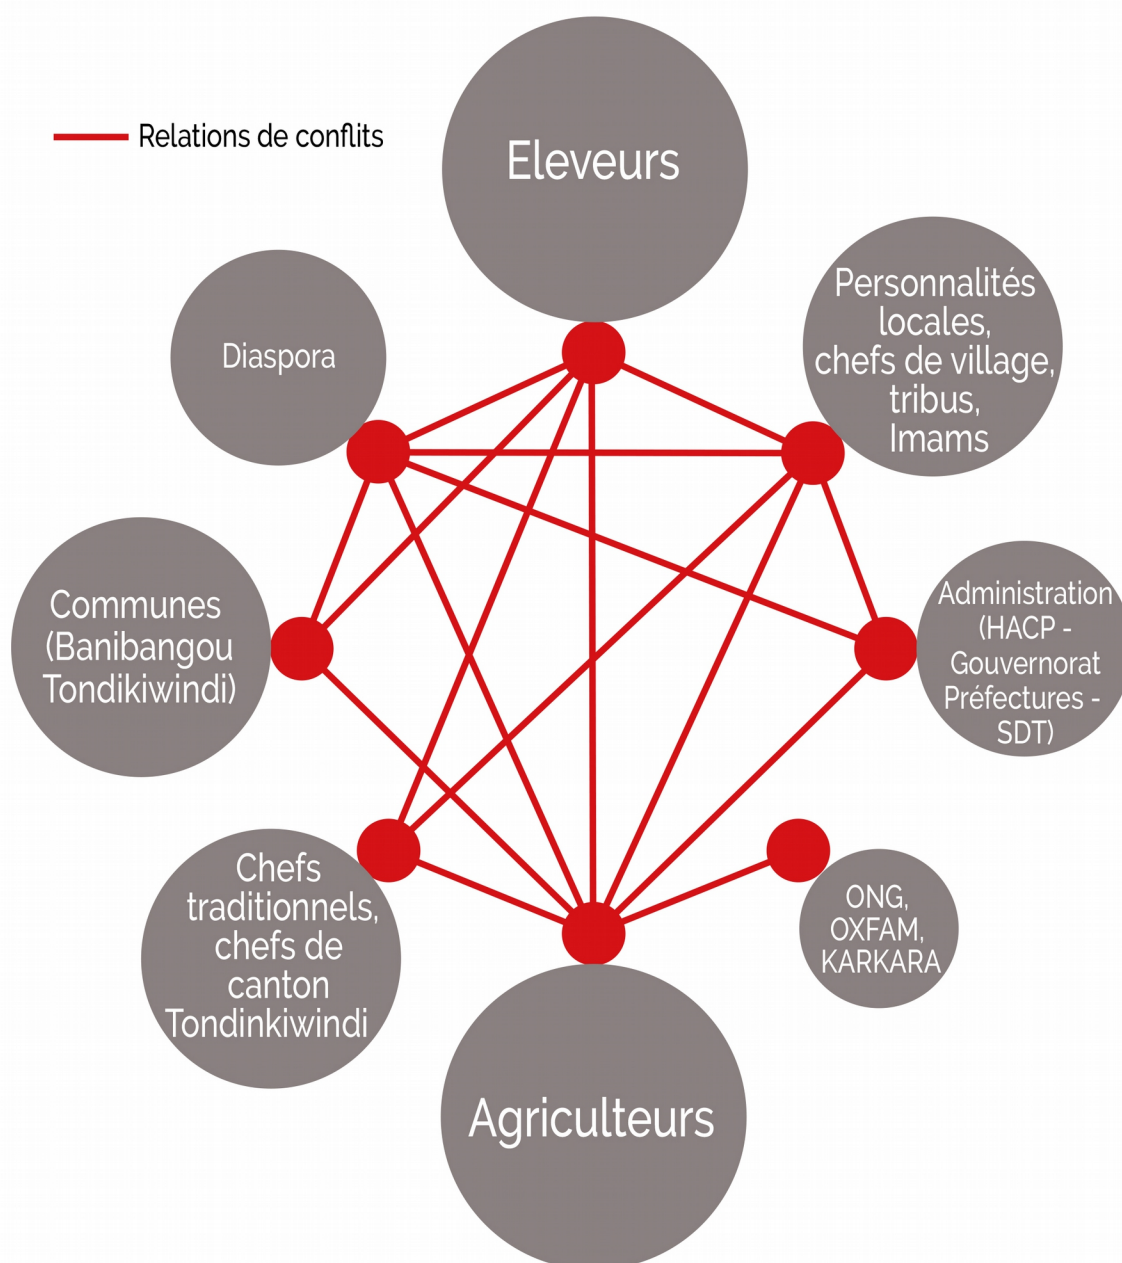 Relations de conflits
Eleveurs
Personnalités
locales,
chefs de village,
tribus,
Imams
Diaspora
Administration
(HACP -
Gouvernorat
Préfectures -
SDT)
Communes
(Banibangou
Tondikiwindi)
Chefs
traditionnels,
chefs de
canton
Tondinkiwindi
ONG,
OXFAM,
KARKARA
Agriculteurs